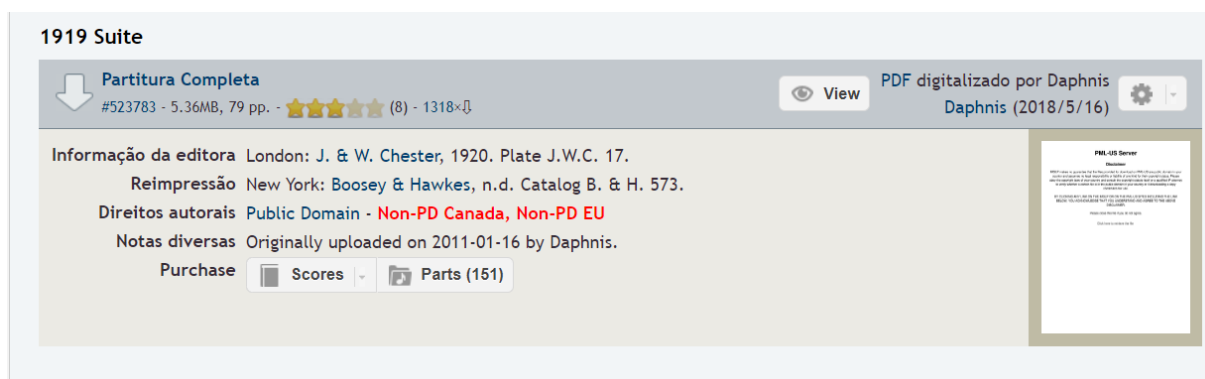 1919 Suite
Partitura Completa
#523783 - 5.36MB, 79 pp. - (8) - 1318×⇩
View
PDF digitalizado por Daphnis
Daphnis (2018/5/16)
Informação da editora London: J. & W. Chester, 1920. Plate J.W.C. 17.
Reimpressão New York: Boosey & Hawkes, n.d. Catalog B. & H. 573.
Direitos autorais Public Domain - Non-PD Canada, Non-PD EU
Notas diversas Originally uploaded on 2011-01-16 by Daphnis.
Purchase Scores Parts (151)
PML-US Server
Disclaimer